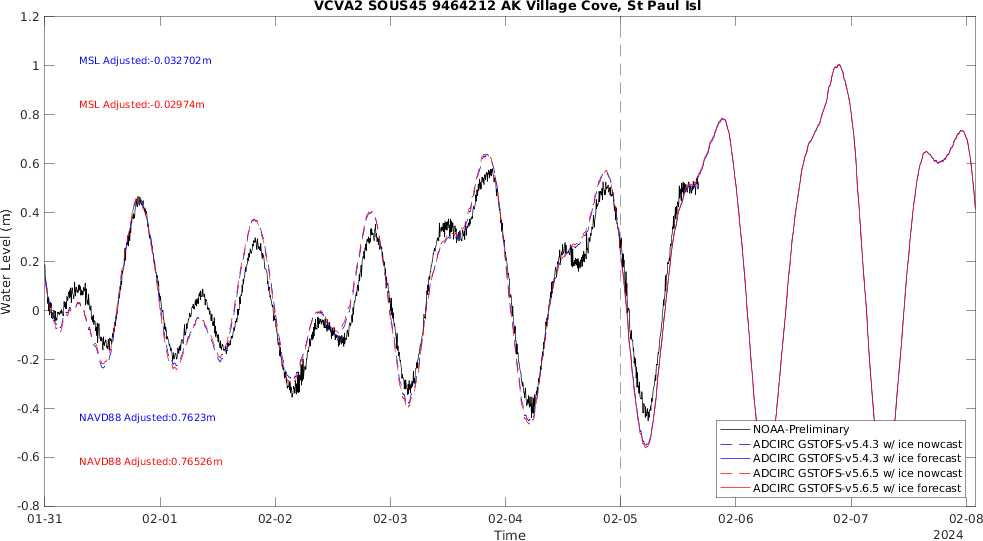 VCVA2 SOUS45 9464212 AK Village Cove, St Paul Isl
1.2
1
0.8
0.6
0.4
0.2
0
-0.2
-0.4
-0.6
-0.8
Water Level (m)
MSL Adjusted:-0.032702m
MSL Adjusted:-0.02974m
NAVD88 Adjusted:0.7623m
NAVD88 Adjusted:0.76526m
NOAA-Preliminary
ADCIRC GSTOFS-v5.4.3 w/ ice nowcast
ADCIRC GSTOFS-v5.4.3 w/ ice forecast
ADCIRC GSTOFS-v5.6.5 w/ ice nowcast
ADCIRC GSTOFS-v5.6.5 w/ ice forecast
01-31 02-01 02-02 02-03 02-04 02-05 02-06 02-07 02-08
Time
2024